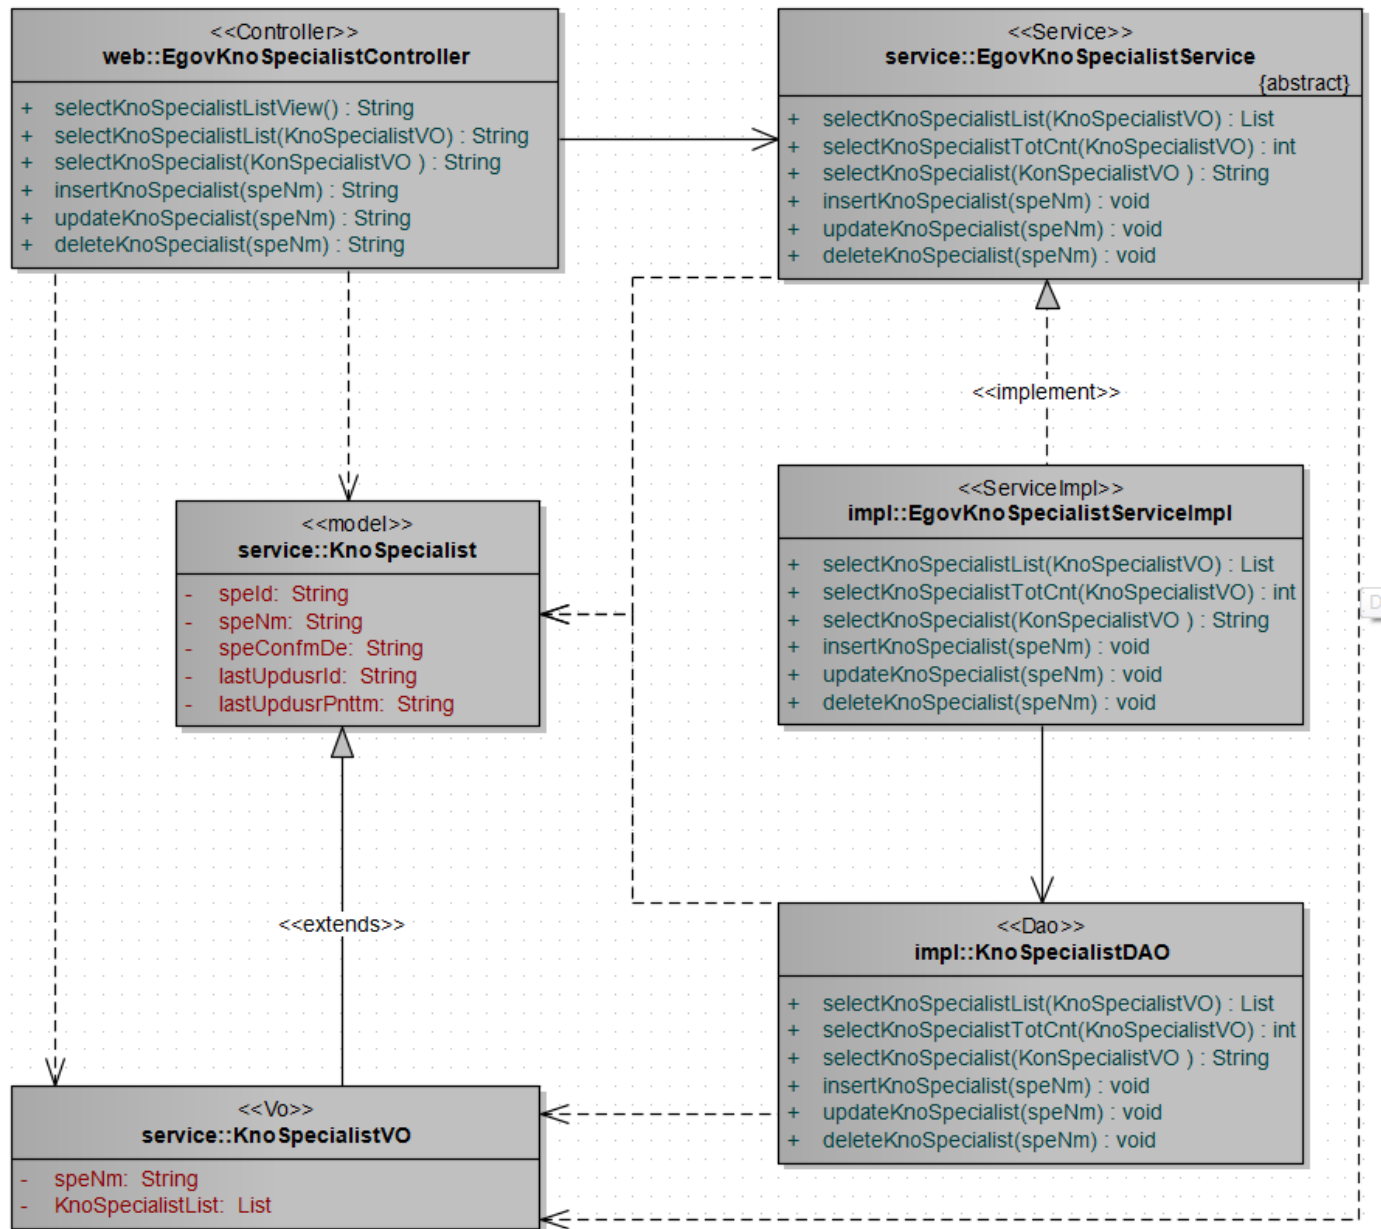 <<Controller>>
web::EgovKnoSpecialistController
+ selectKnoSpecialistListView() : String
+ selectKnoSpecialistList(KnoSpecialistVO) : String
+ selectKnoSpecialist(KonSpecialistVO ) : String
+ insertKnoSpecialist(speNm) : String
+ updateKnoSpecialist(speNm) : String
+ deleteKnoSpecialist(speNm) : String
<<Service>>
service::EgovKnoSpecialistService
{abstract}
+ selectKnoSpecialistList(KnoSpecialistVO) : List
+ selectKnoSpecialistTotCnt(KnoSpecialistVO) : int
+ selectKnoSpecialist(KonSpecialistVO ) : String
+ insertKnoSpecialist(speNm) : void
+ updateKnoSpecialist(speNm) : void
+ deleteKnoSpecialist(speNm) : void
<<implement>>
<<model>>
service::KnoSpecialist
- speId: String
- speNm: String
- speConfmDe: String
- lastUpdusrId: String
- lastUpdusrPnttm: String
<<ServiceImpl>>
impl::EgovKnoSpecialistServiceImpl
+ selectKnoSpecialistList(KnoSpecialistVO) : List
+ selectKnoSpecialistTotCnt(KnoSpecialistVO) : int
+ selectKnoSpecialist(KonSpecialistVO ) : String
+ insertKnoSpecialist(speNm) : void
+ updateKnoSpecialist(speNm) : void
+ deleteKnoSpecialist(speNm) : void
D
<<extends>>
<<Dao>>
impl::KnoSpecialistDAO
+ selectKnoSpecialistList(KnoSpecialistVO) : List
+ selectKnoSpecialistTotCnt(KnoSpecialistVO) : int
+ selectKnoSpecialist(KonSpecialistVO ) : String
+ insertKnoSpecialist(speNm) : void
+ updateKnoSpecialist(speNm) : void
+ deleteKnoSpecialist(speNm) : void
<<Vo>>
service::KnoSpecialistVO
- speNm: String
- KnoSpecialistList: List